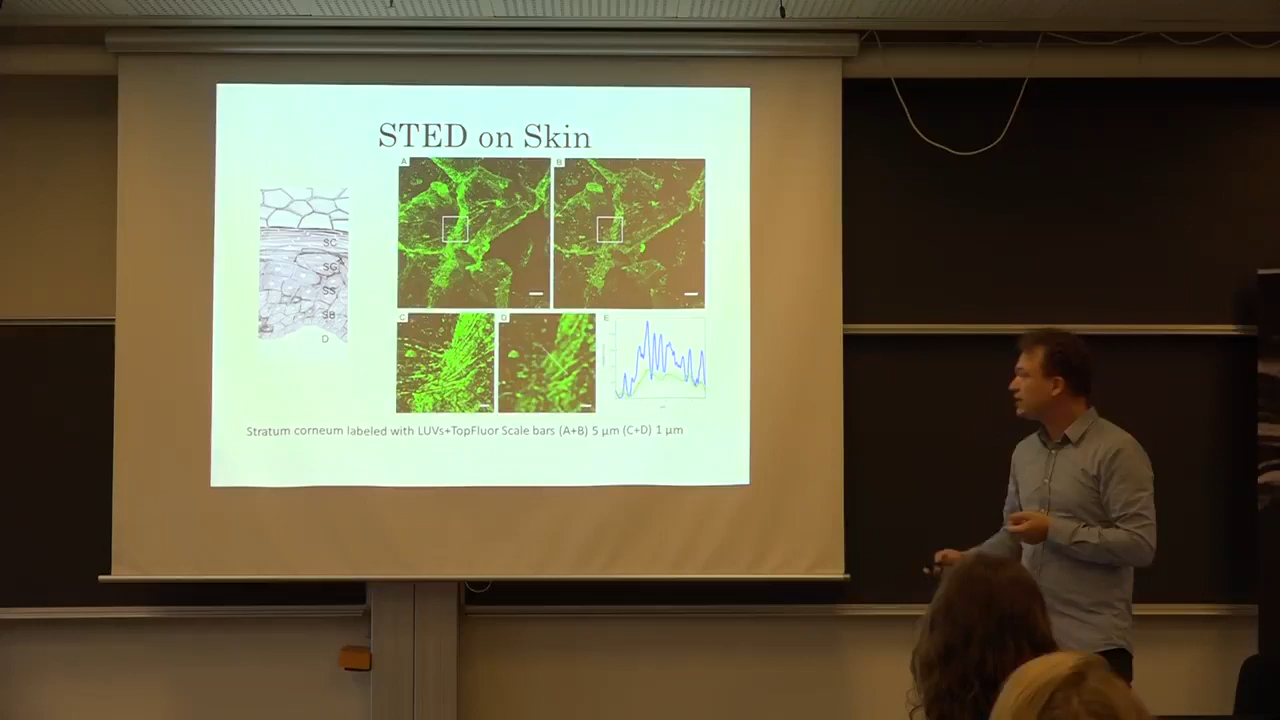 STED on Skin
A
B
SC
SG
SS
SB
D
C
D
E
Stratum corneum labeled with LUVs+TopFluor Scale bars (A+B) 5 µm (C+D) 1 µm